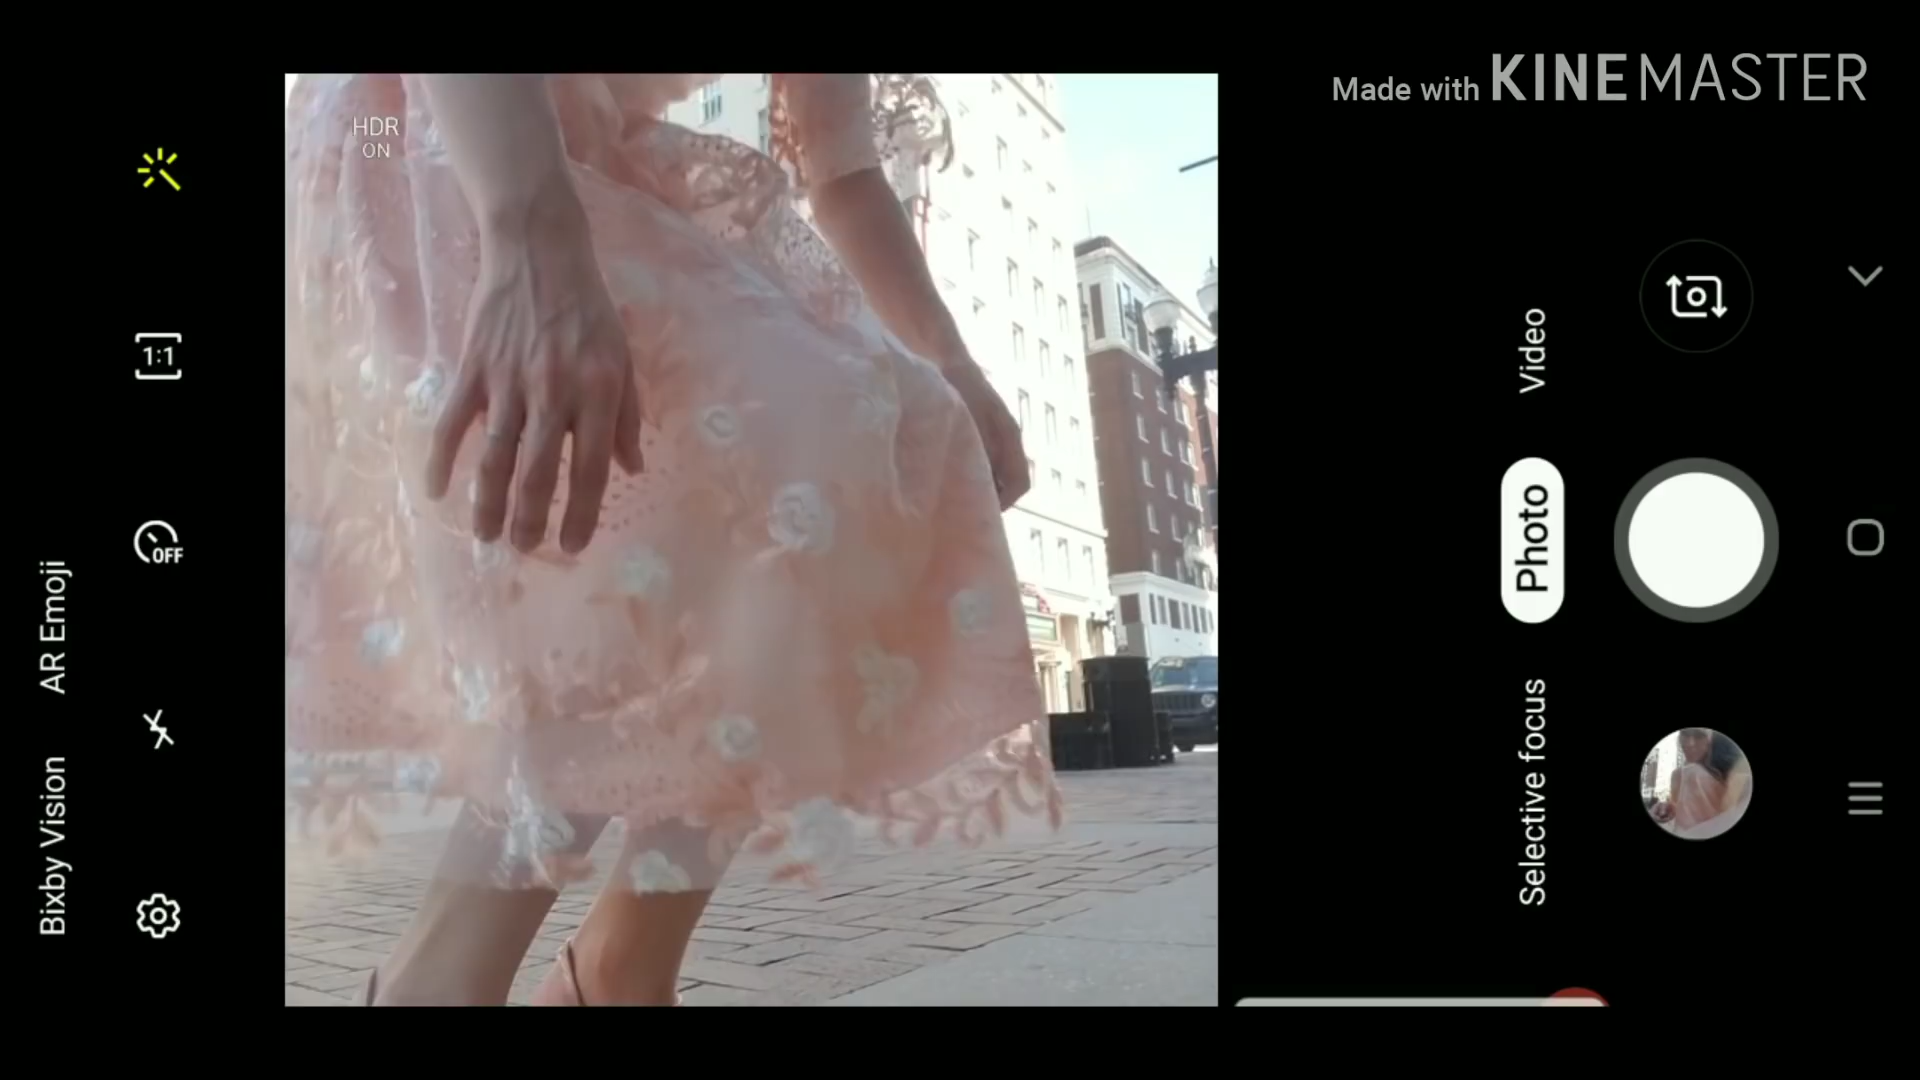 Made with KINEMASTER
HDR
ON
1:1
OFF
Bixby Vision
AR Emoji
Video
Photo
Selective focus